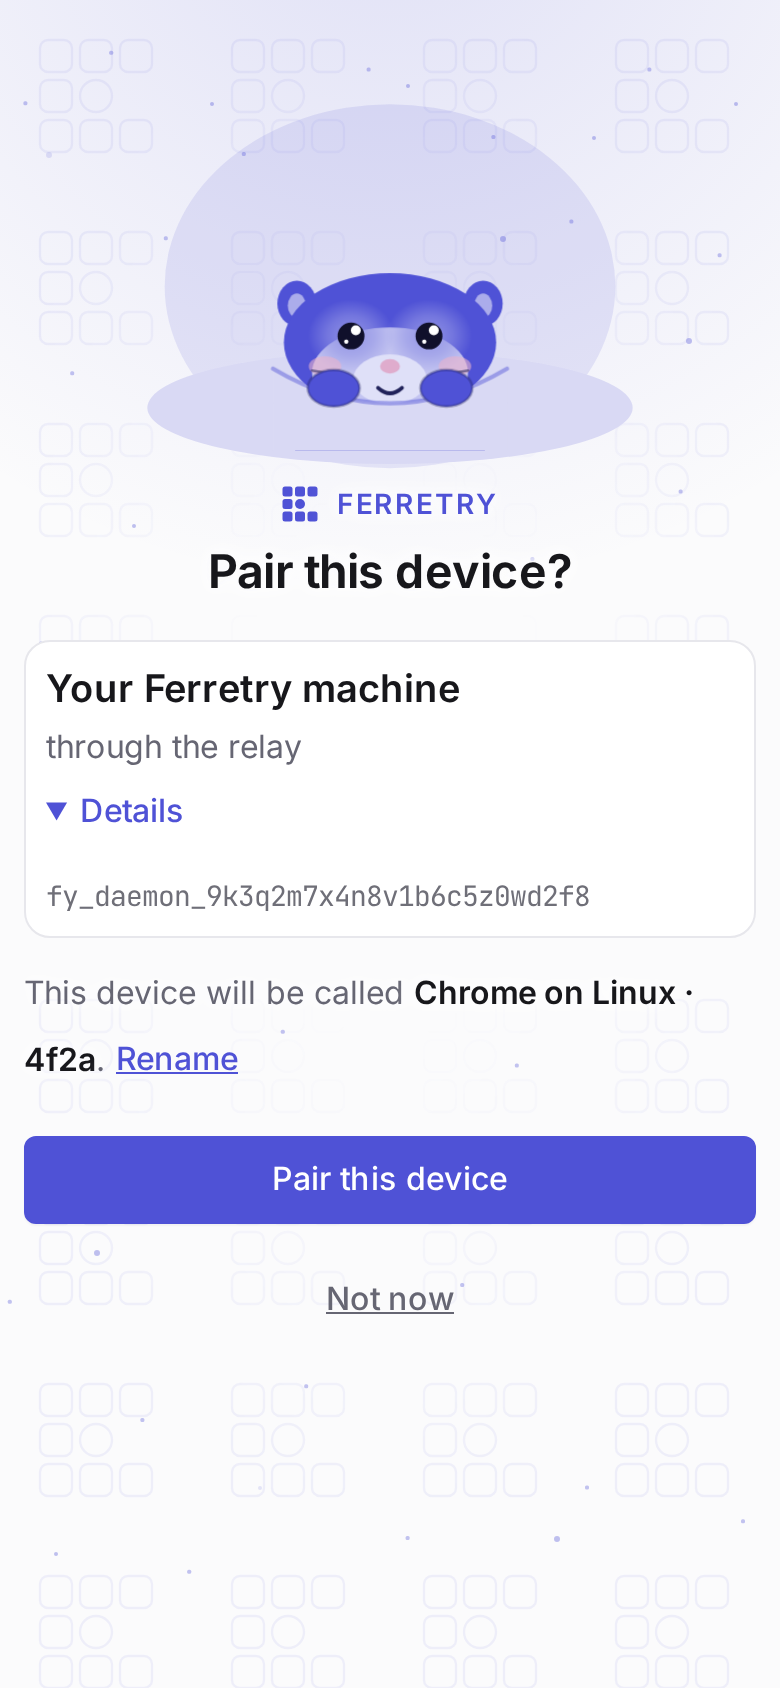 FERRETRY
Pair this device?
Your Ferretry machine
through the relay
▼ Details
fy_daemon_9k3q2m7x4n8v1b6c5z0wd2f8
This device will be called Chrome on Linux ·
4f2a. Rename
Pair this device
Not now